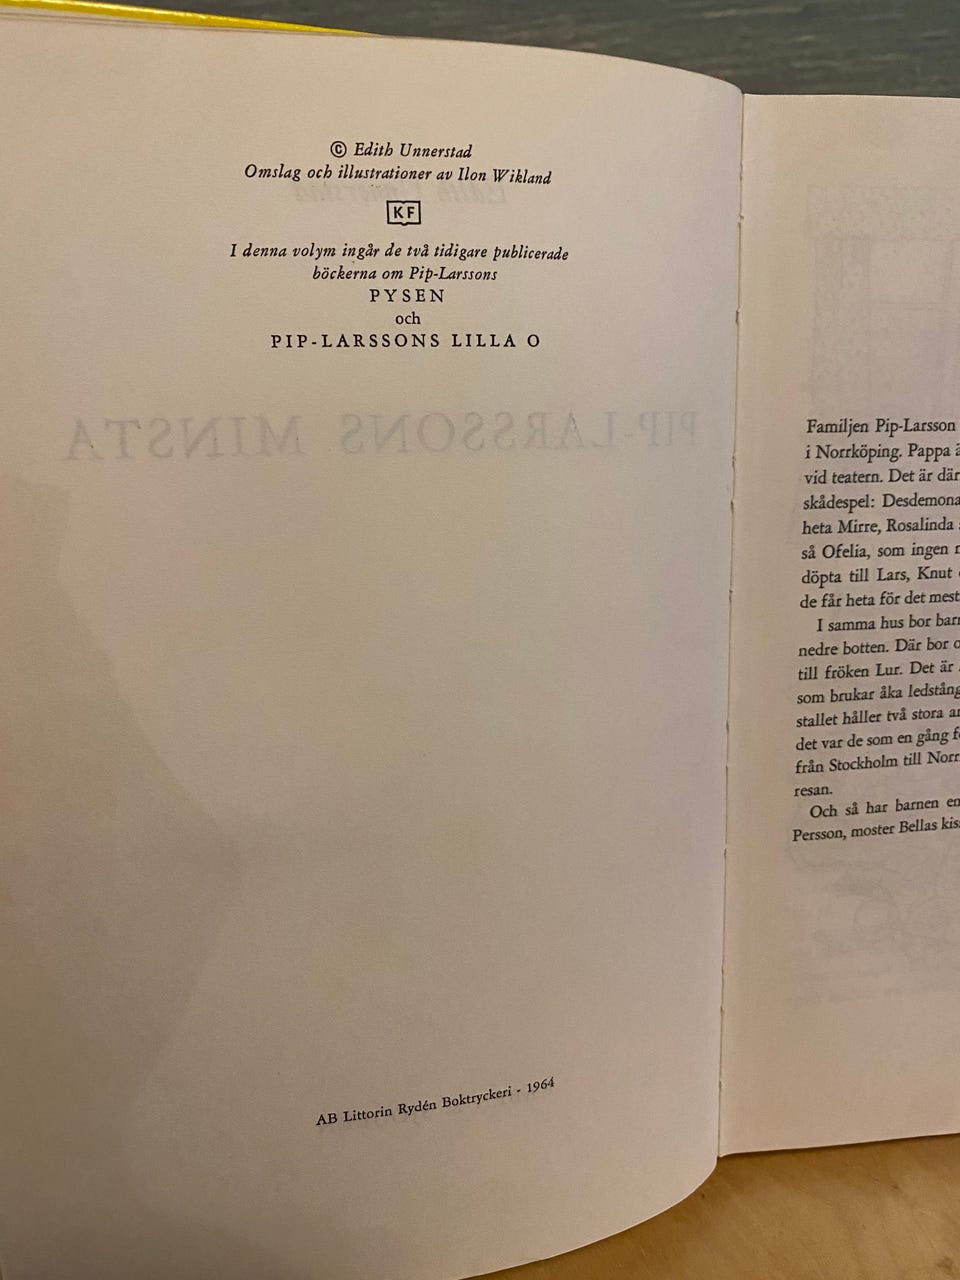 © Edith Unnerstad
Omslag och illustrationer av Ilon Wikland
KF
I denna volym ingår de två tidigare publicerade
böckerna om Pip-Larssons
PYSEN
och
PIP-LARSSONS LILLA O
PIP-LARSSONS MINSTA
AB Littorin Rydén Boktryckeri - 1964
Familjen Pip-Larsson
i Norrköping. Pappa ä
vid teatern. Det är där
skådespel: Desdemona
heta Mirre, Rosalinda
så Ofelia, som ingen
döpta till Lars, Knut
de får heta för det mest
I samma hus bor barn
nedre botten. Där bor
till fröken Lur. Det är
som brukar åka ledstång
stallet håller två stora
det var de som en gång
från Stockholm till Norr
resan.
Och så har barnen en
Persson, moster Bellas kis